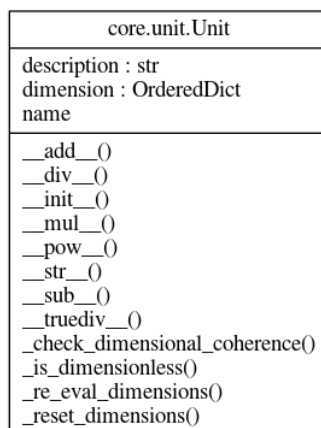 core.unit.Unit
description : str
dimension : OrderedDict
name
__add__()
__div__()
__init__()
__mul__()
__pow__()
__str__()
__sub__()
__truediv__()
_check_dimensional_coherence()
_is_dimensionless()
_re_eval_dimensions()
_reset_dimensions()